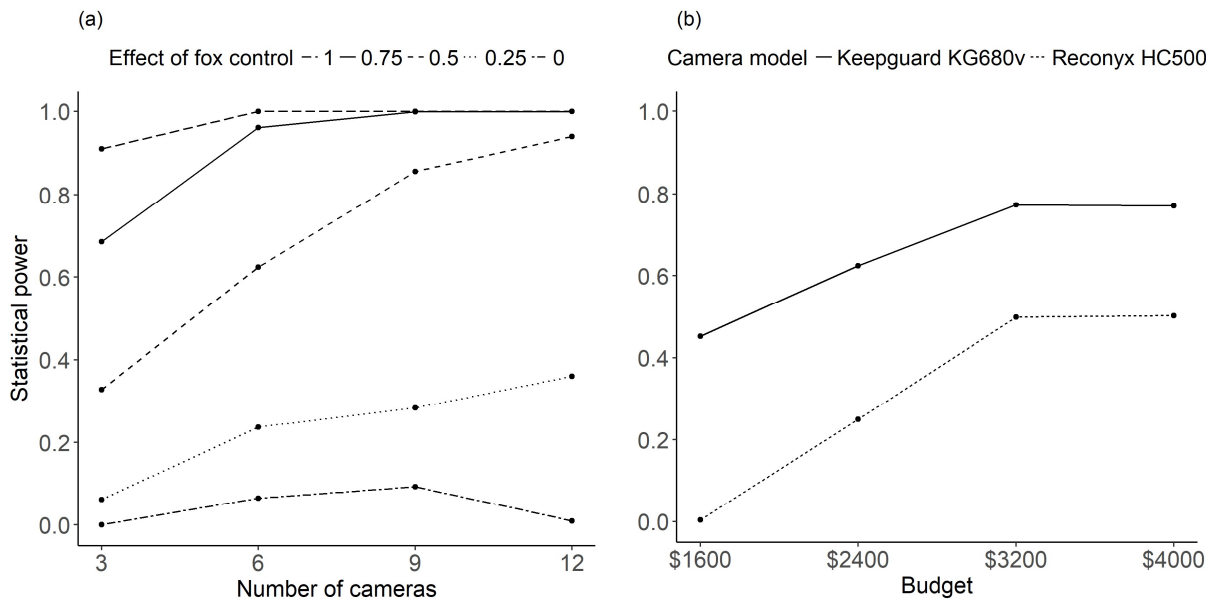 (a)
Effect of fox control 1 0.75 0.5 0.25 0
Statistical power
1.0
0.8
0.6
0.4
0.2
0.0
3 6 9 12
Number of cameras
(b)
Camera model Keepguard KG680v Reconyx HC500
1.0
0.8
0.6
0.4
0.2
0.0
$1600 $2400 $3200 $4000
Budget